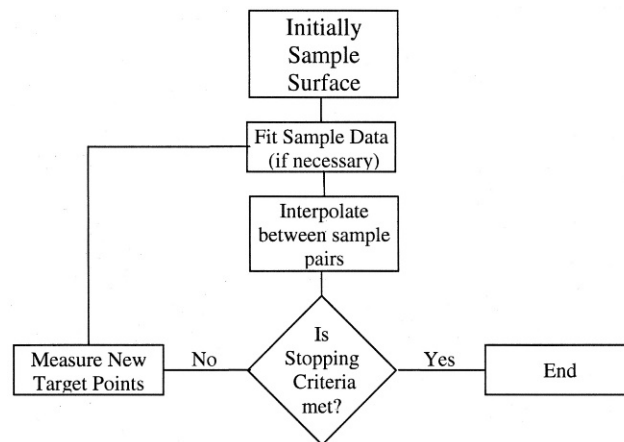 Initially
Sample
Surface
Fit Sample Data
(if necessary)
Interpolate
between sample
pairs
Is
Stopping
Criteria
met?
No
Yes
Measure New
Target Points
End